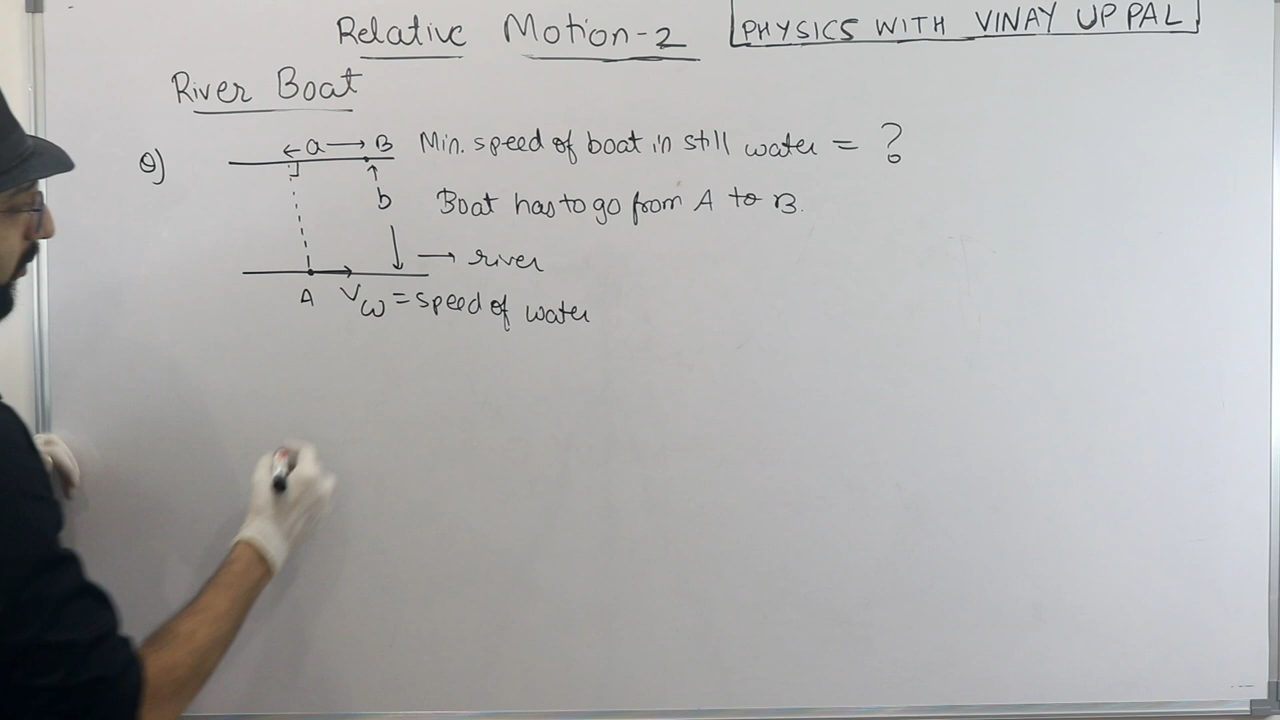 Relative Motion-2
PHYSICS WITH VINAY UPPAL
River Boat
Q)
← a → B
Min. speed of boat in still water = ?
b
Boat has to go from A to B.
→ river
A
Vω = speed of water